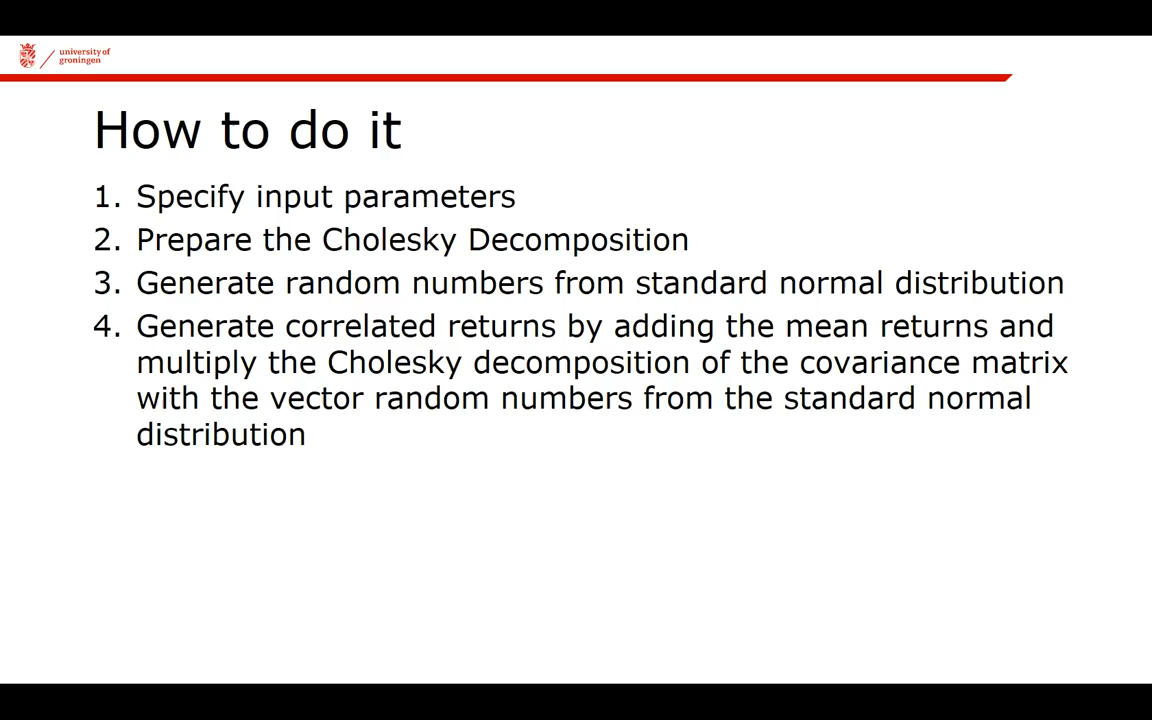 university of
groningen
How to do it
1. Specify input parameters
2. Prepare the Cholesky Decomposition
3. Generate random numbers from standard normal distribution
4. Generate correlated returns by adding the mean returns and
multiply the Cholesky decomposition of the covariance matrix
with the vector random numbers from the standard normal
distribution